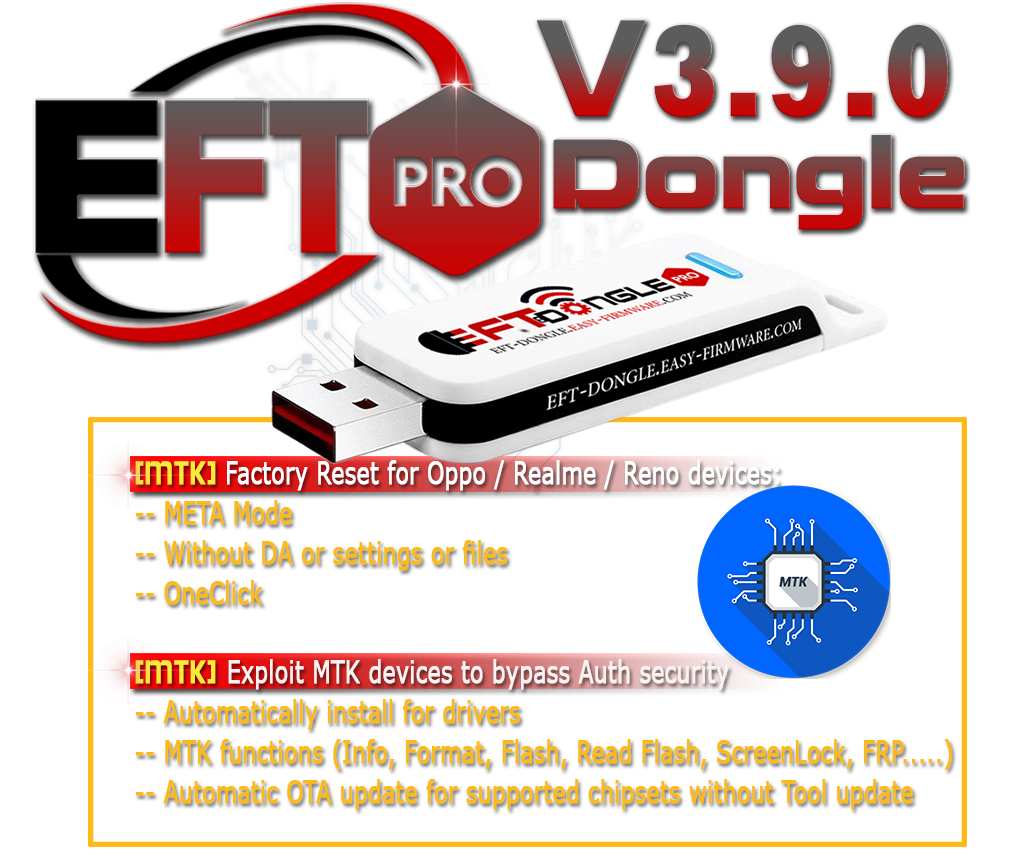 V3.9.0
EFT PRO Dongle
EFT DONGLE PRO
EFT-DONGLE.EASY-FIRMWARE.COM
EFT-DONGLE.EASY-FIRMWARE.COM
[MTK] Factory Reset for Oppo / Realme / Reno devices:
-- META Mode
-- Without DA or settings or files
-- OneClick
MTK
[MTK] Exploit MTK devices to bypass Auth security
-- Automatically install for drivers
-- MTK functions (Info, Format, Flash, Read Flash, ScreenLock, FRP.....)
-- Automatic OTA update for supported chipsets without Tool update